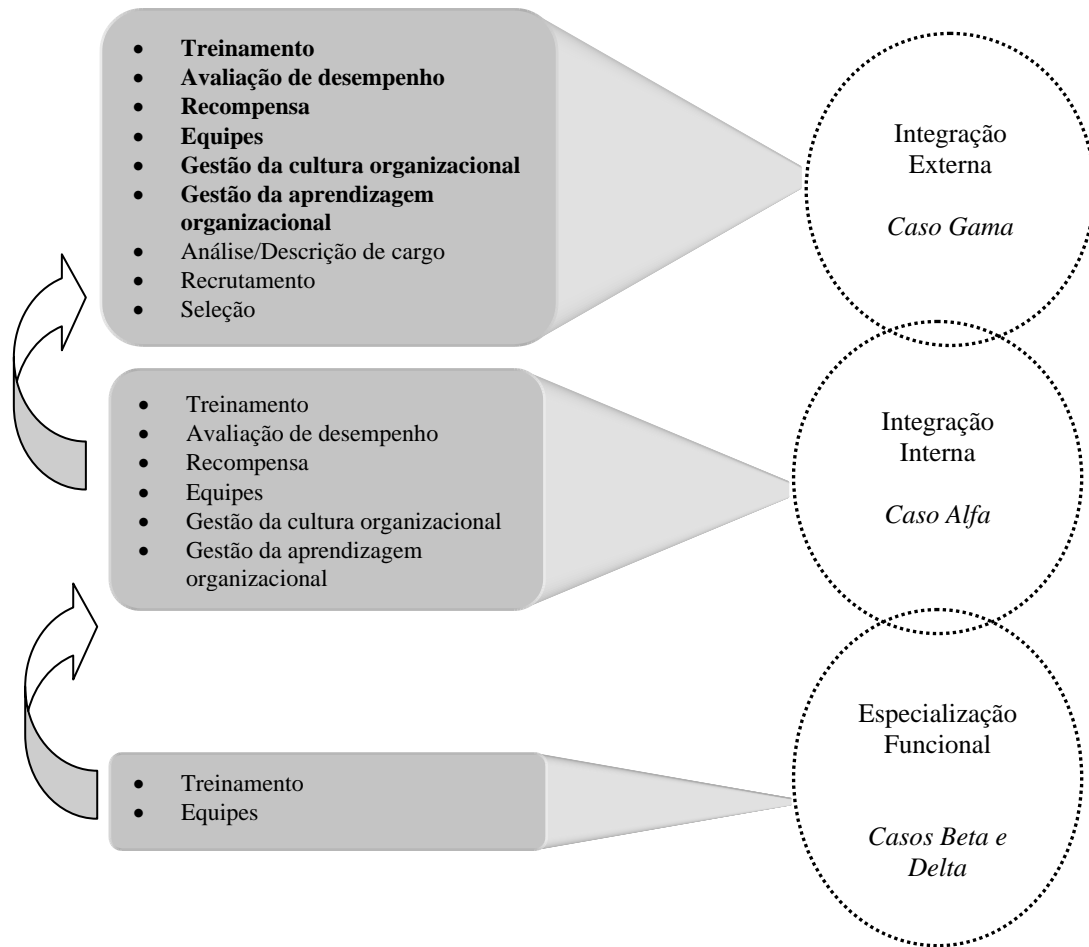 • Treinamento
• Avaliação de desempenho
• Recompensa
• Equipes
• Gestão da cultura organizacional
• Gestão da aprendizagem
organizacional
• Análise/Descrição de cargo
• Recrutamento
• Seleção
Integração
Externa
Caso Gama
• Treinamento
• Avaliação de desempenho
• Recompensa
• Equipes
• Gestão da cultura organizacional
• Gestão da aprendizagem
organizacional
Integração
Interna
Caso Alfa
• Treinamento
• Equipes
Especialização
Funcional
Casos Beta e
Delta